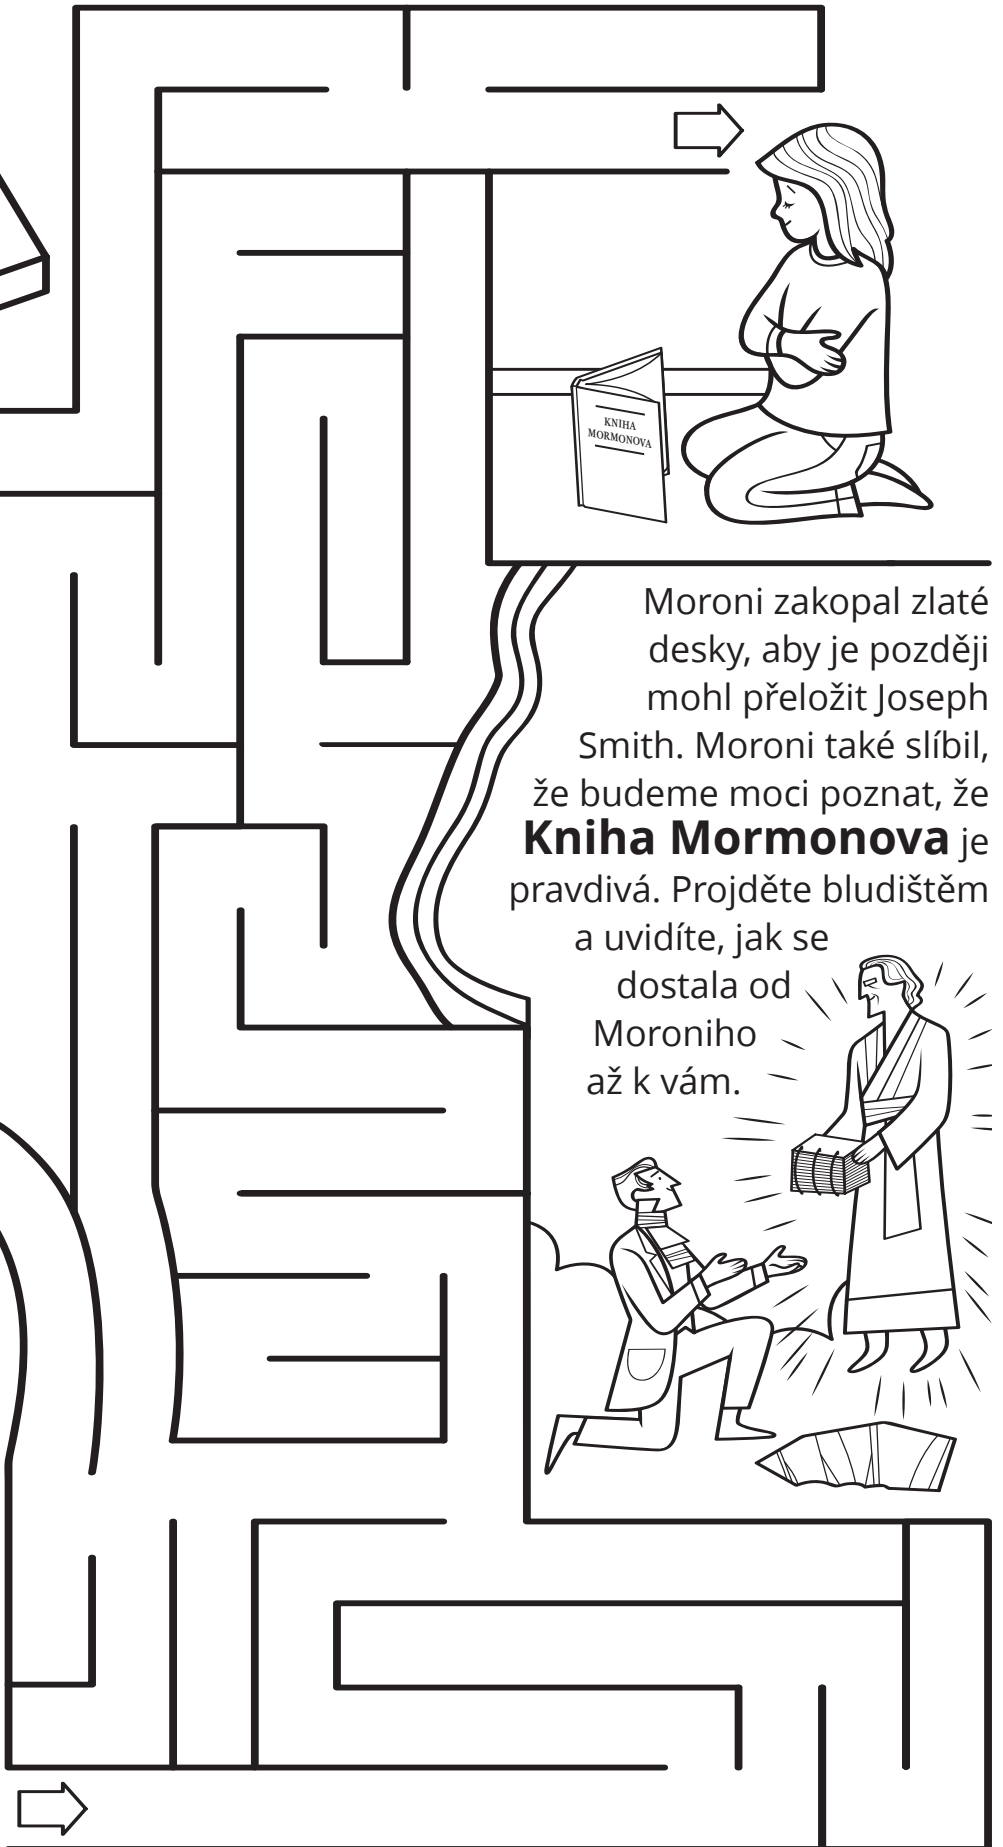 KNIHA
MORMONOVA
Moroni zakopal zlaté
desky, aby je později
mohl přeložit Joseph
Smith. Moroni také slíbil,
že budeme moci poznat, že
Kniha Mormonova je
pravdivá. Projděte bludištěm
a uvidíte, jak se
dostala od
Moroniho
až k vám.